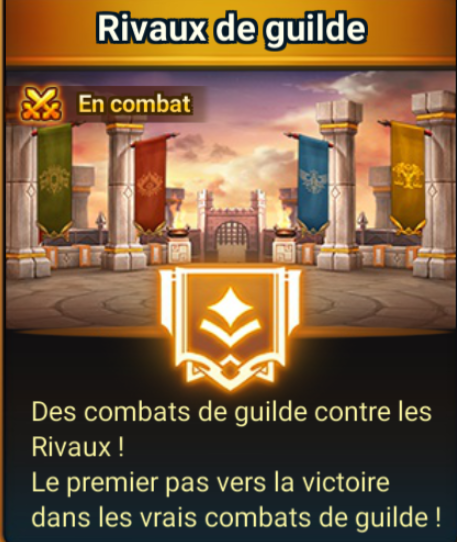 Rivaux de guilde
En combat
Des combats de guilde contre les
Rivaux !
Le premier pas vers la victoire
dans les vrais combats de guilde !